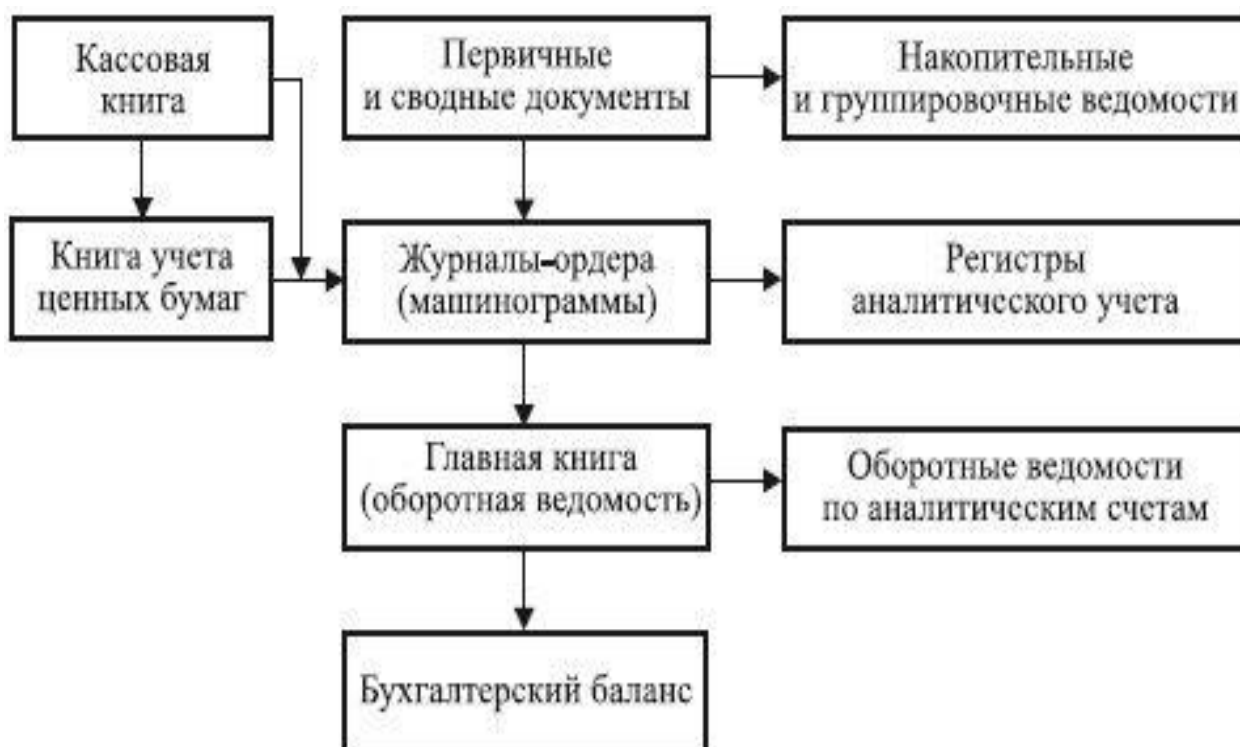 Кассовая
книга
Первичные
и сводные документы
Накопительные
и группировочные ведомости
Книга учета
ценных бумаг
Журналы-ордера
(машинограммы)
Регистры
аналитического учета
Главная книга
(оборотная ведомость)
Оборотные ведомости
по аналитическим счетам
Бухгалтерский баланс